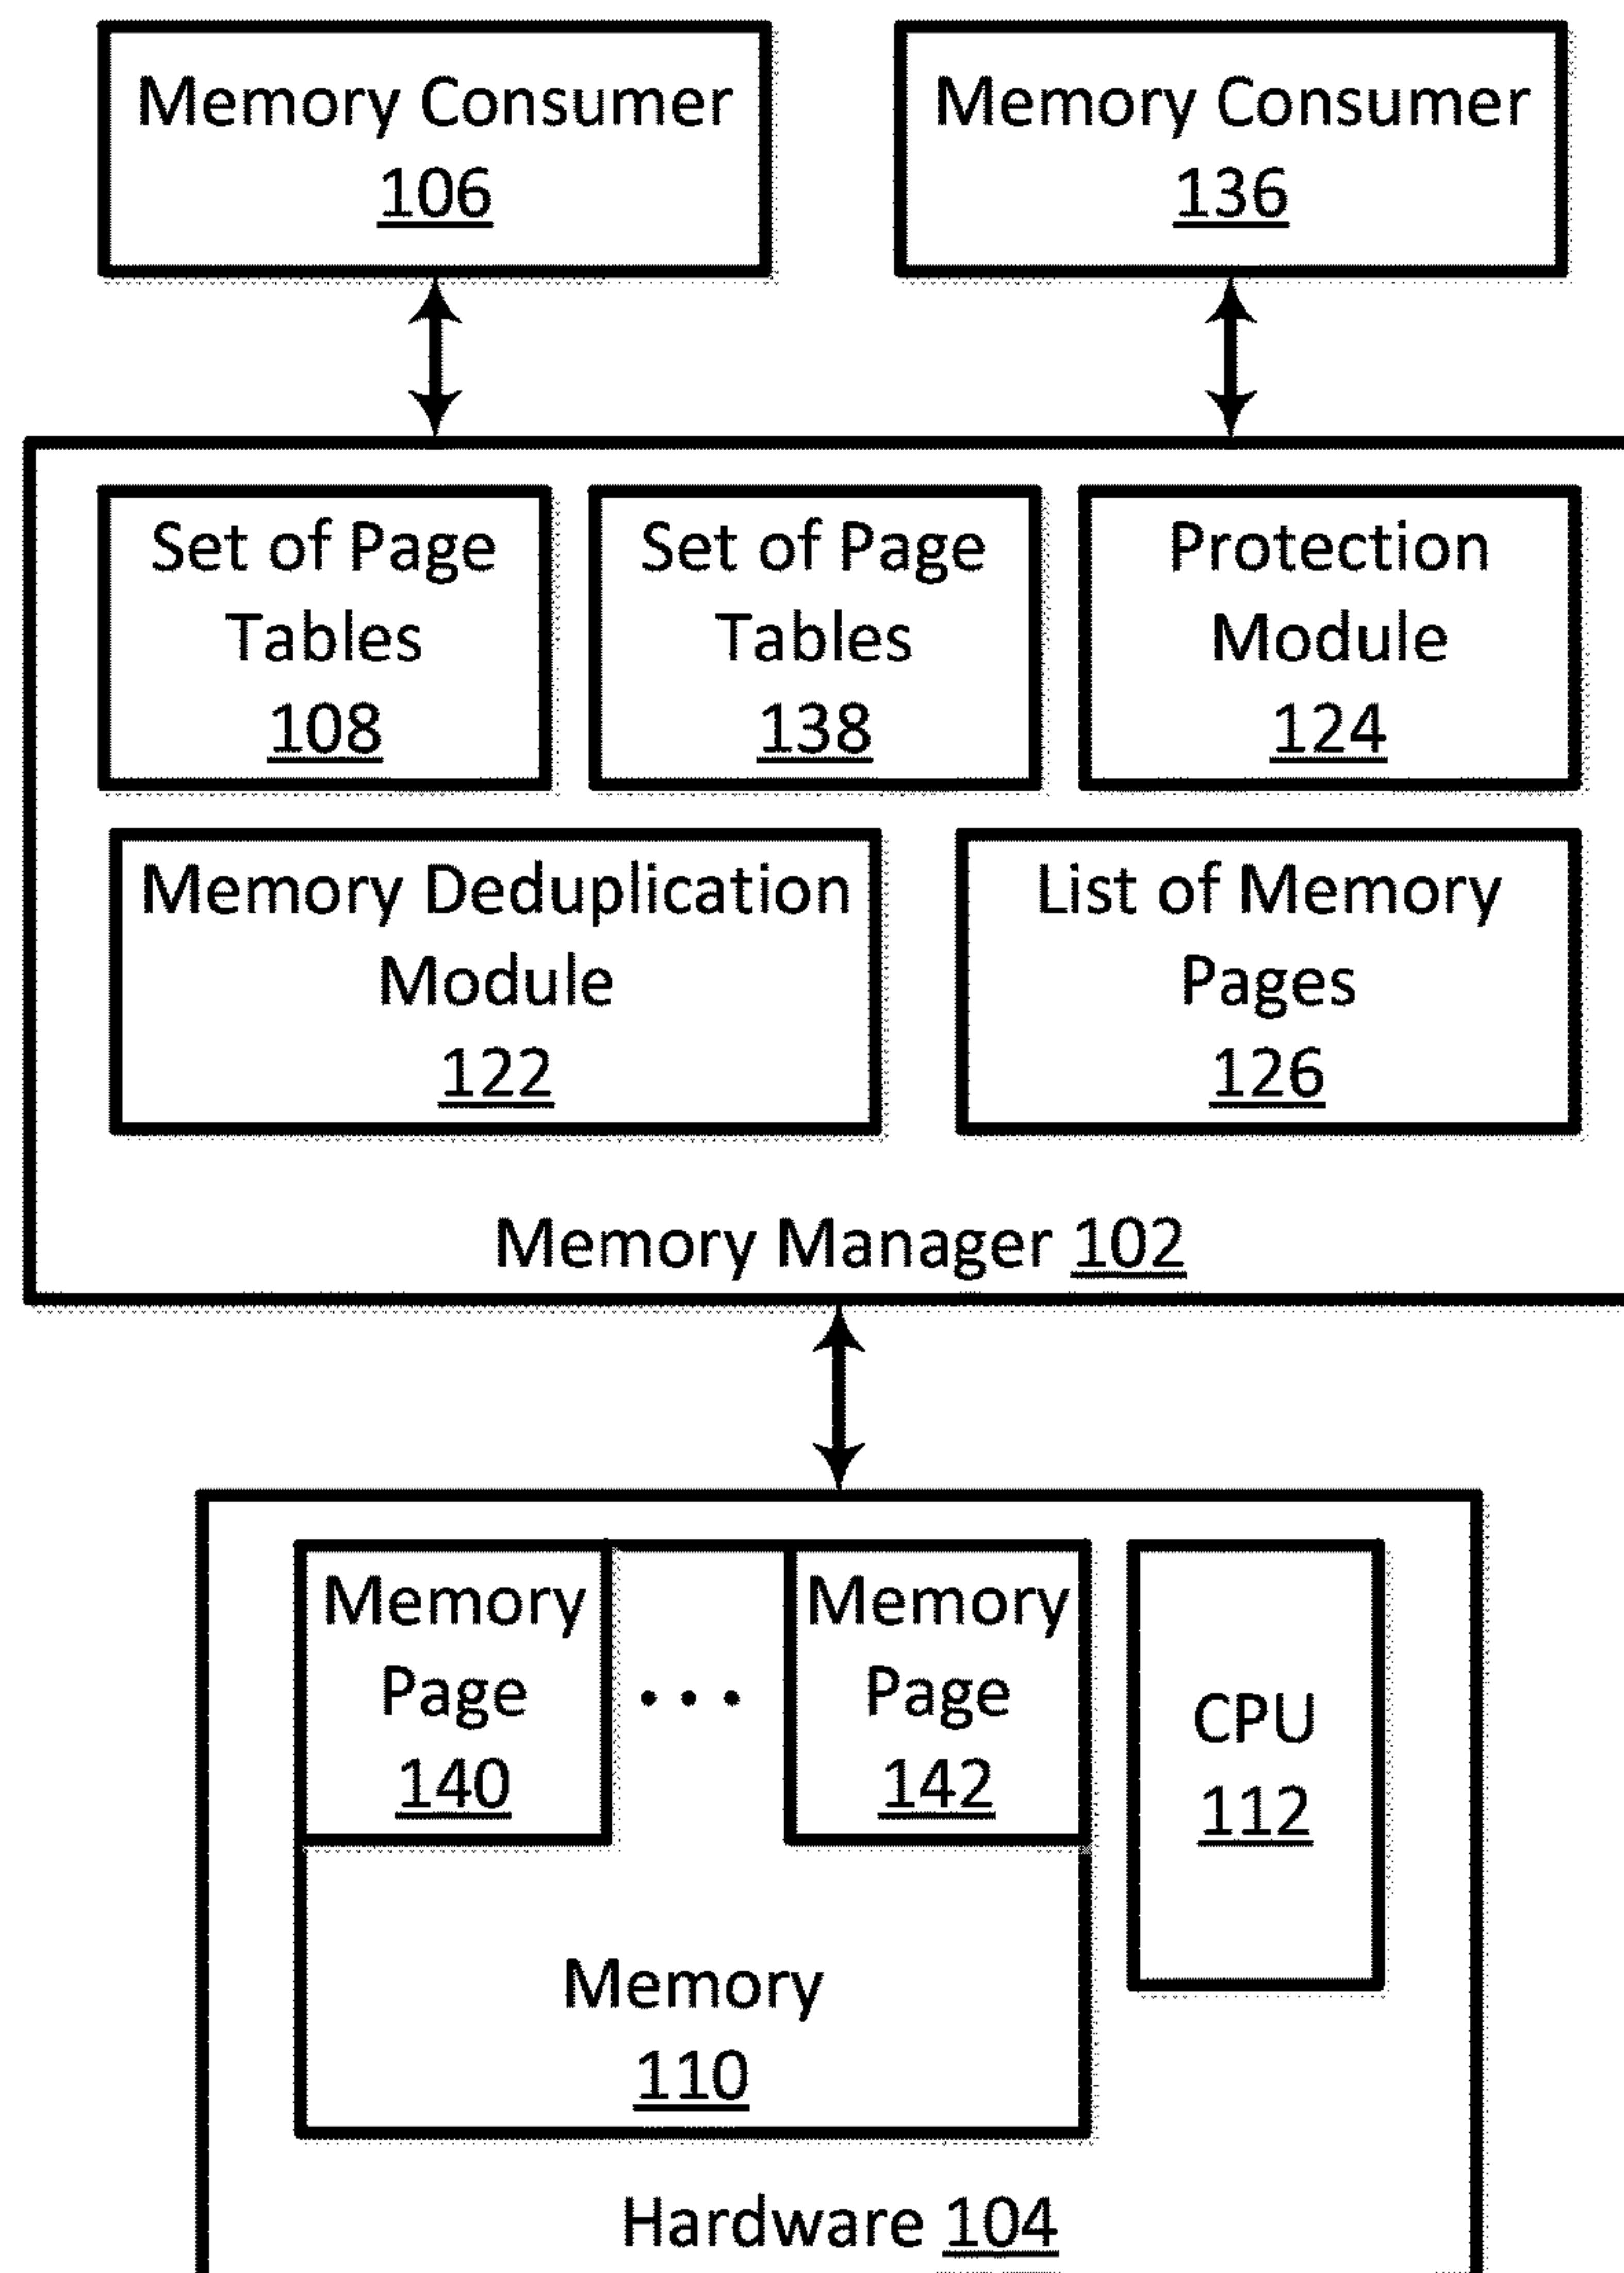 Memory Consumer
106
Memory Consumer
136
Set of Page
Tables
108
Set of Page
Tables
138
Protection
Module
124
Memory Deduplication
Module
122
List of Memory
Pages
126
Memory Manager 102
Memory
Page
140
...
Memory
Page
142
CPU
112
Memory
110
Hardware 104